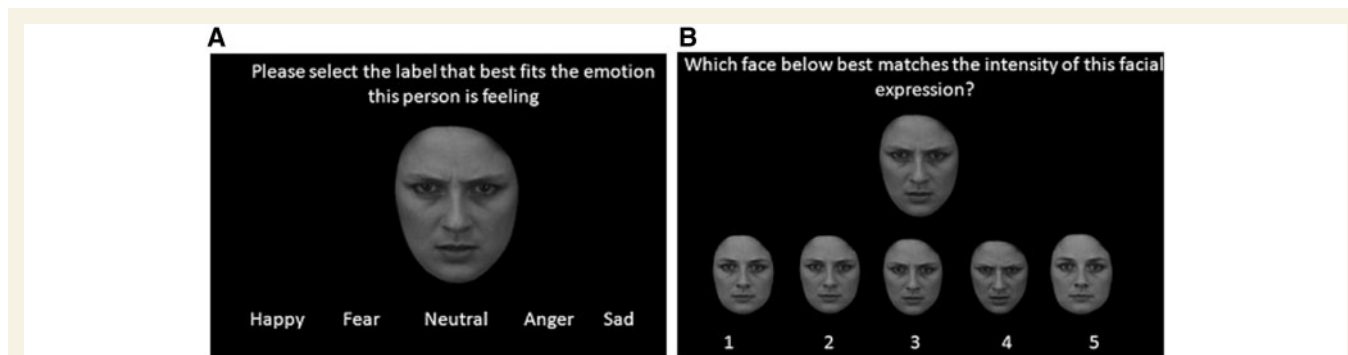 A
Please select the label that best fits the emotion
this person is feeling
Happy Fear Neutral Anger Sad
B
Which face below best matches the intensity of this facial
expression?
1 2 3 4 5